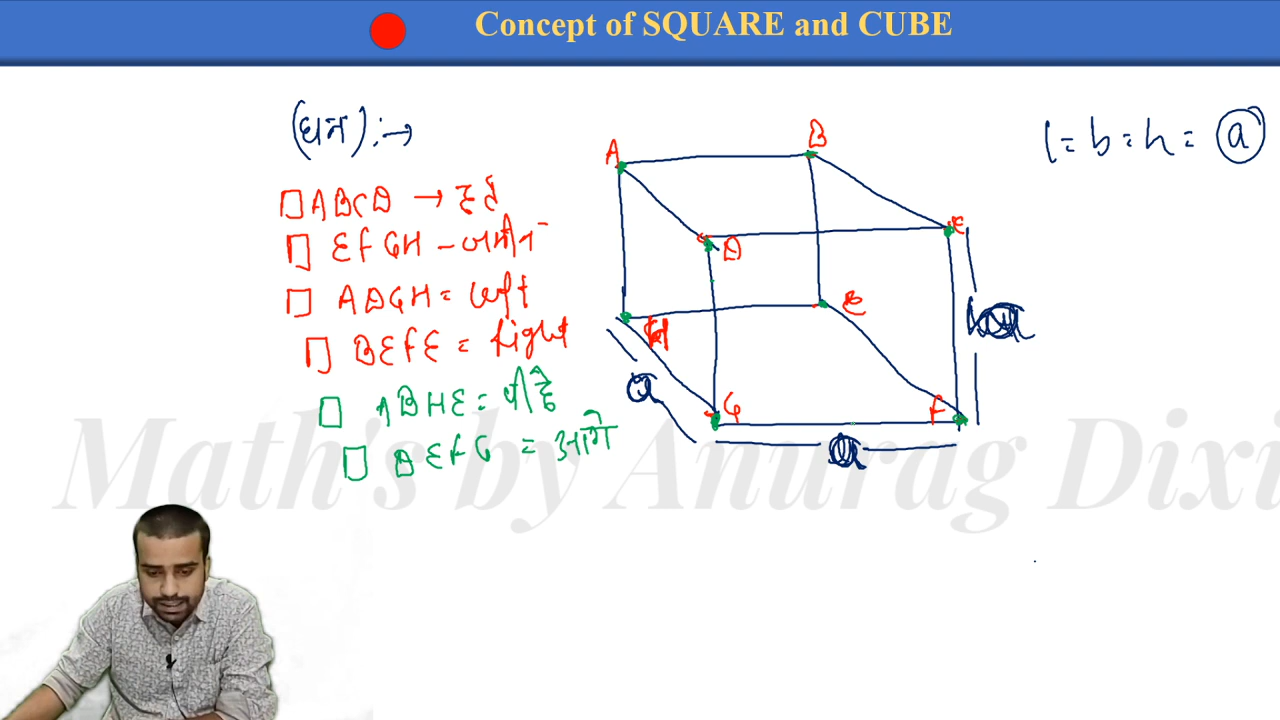 Concept of SQUARE and CUBE
(घन) :→
l = b = h = a
□ABCD → छत
□ EFGH - जमीन
□ ADGH = left
□ BEFE = Right
□ ABHE = पीछे
□ DEFG = आगे
A
B
E
D
E
H
G
F
a
a
Math's by Anurag Dixi